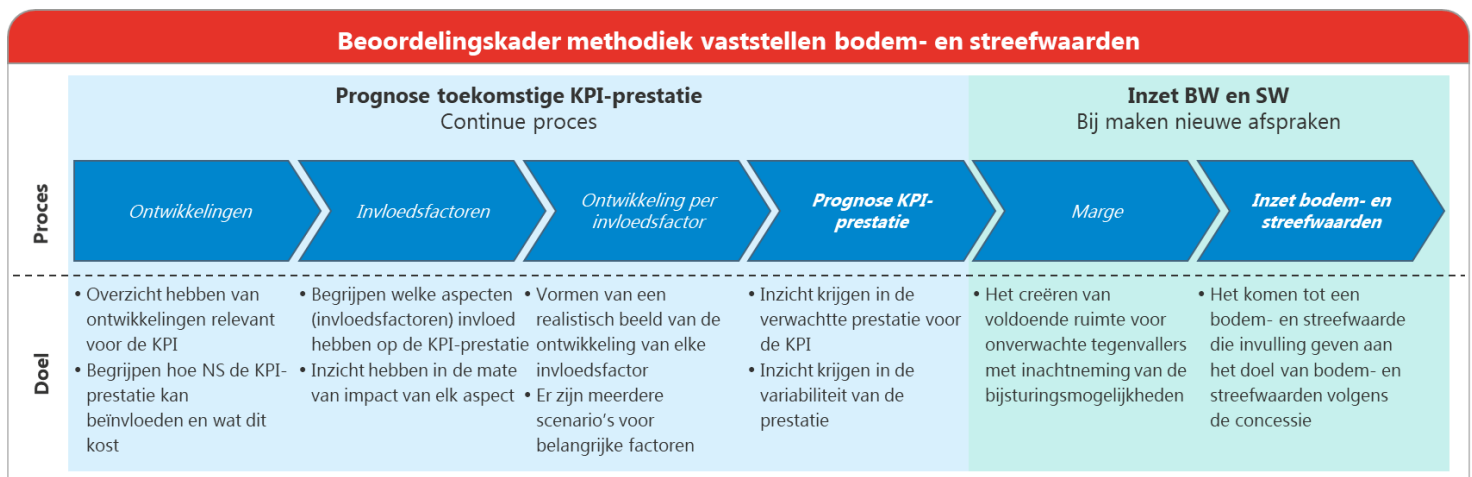 Beoordelingskader methodiek vaststellen bodem- en streefwaarden
Prognose toekomstige KPI-prestatie
Continue proces
Inzet BW en SW
Bij maken nieuwe afspraken
Proces
Ontwikkelingen
Invloedsfactoren
Ontwikkeling per
invloedsfactor
Prognose KPI-
prestatie
Marge
Inzet bodem- en
streefwaarden
Doel
• Overzicht hebben van
ontwikkelingen relevant
voor de KPI
• Begrijpen hoe NS de KPI-
prestatie kan
beïnvloeden en wat dit
kost
• Begrijpen welke aspecten
(invloedsfactoren) invloed
hebben op de KPI-prestatie
• Inzicht hebben in de mate
van impact van elk aspect
• Vormen van een
realistisch beeld van de
ontwikkeling van elke
invloedsfactor
• Er zijn meerdere
scenario's voor
belangrijke factoren
• Inzicht krijgen in de
verwachtte prestatie voor
de KPI
• Inzicht krijgen in de
variabiliteit van de
prestatie
• Het creëren van
voldoende ruimte voor
onverwachte tegenvallers
met inachtneming van de
bijsturingsmogelijkheden
• Het komen tot een
bodem- en streefwaarde
die invulling geven aan
het doel van bodem- en
streefwaarden volgens
de concessie